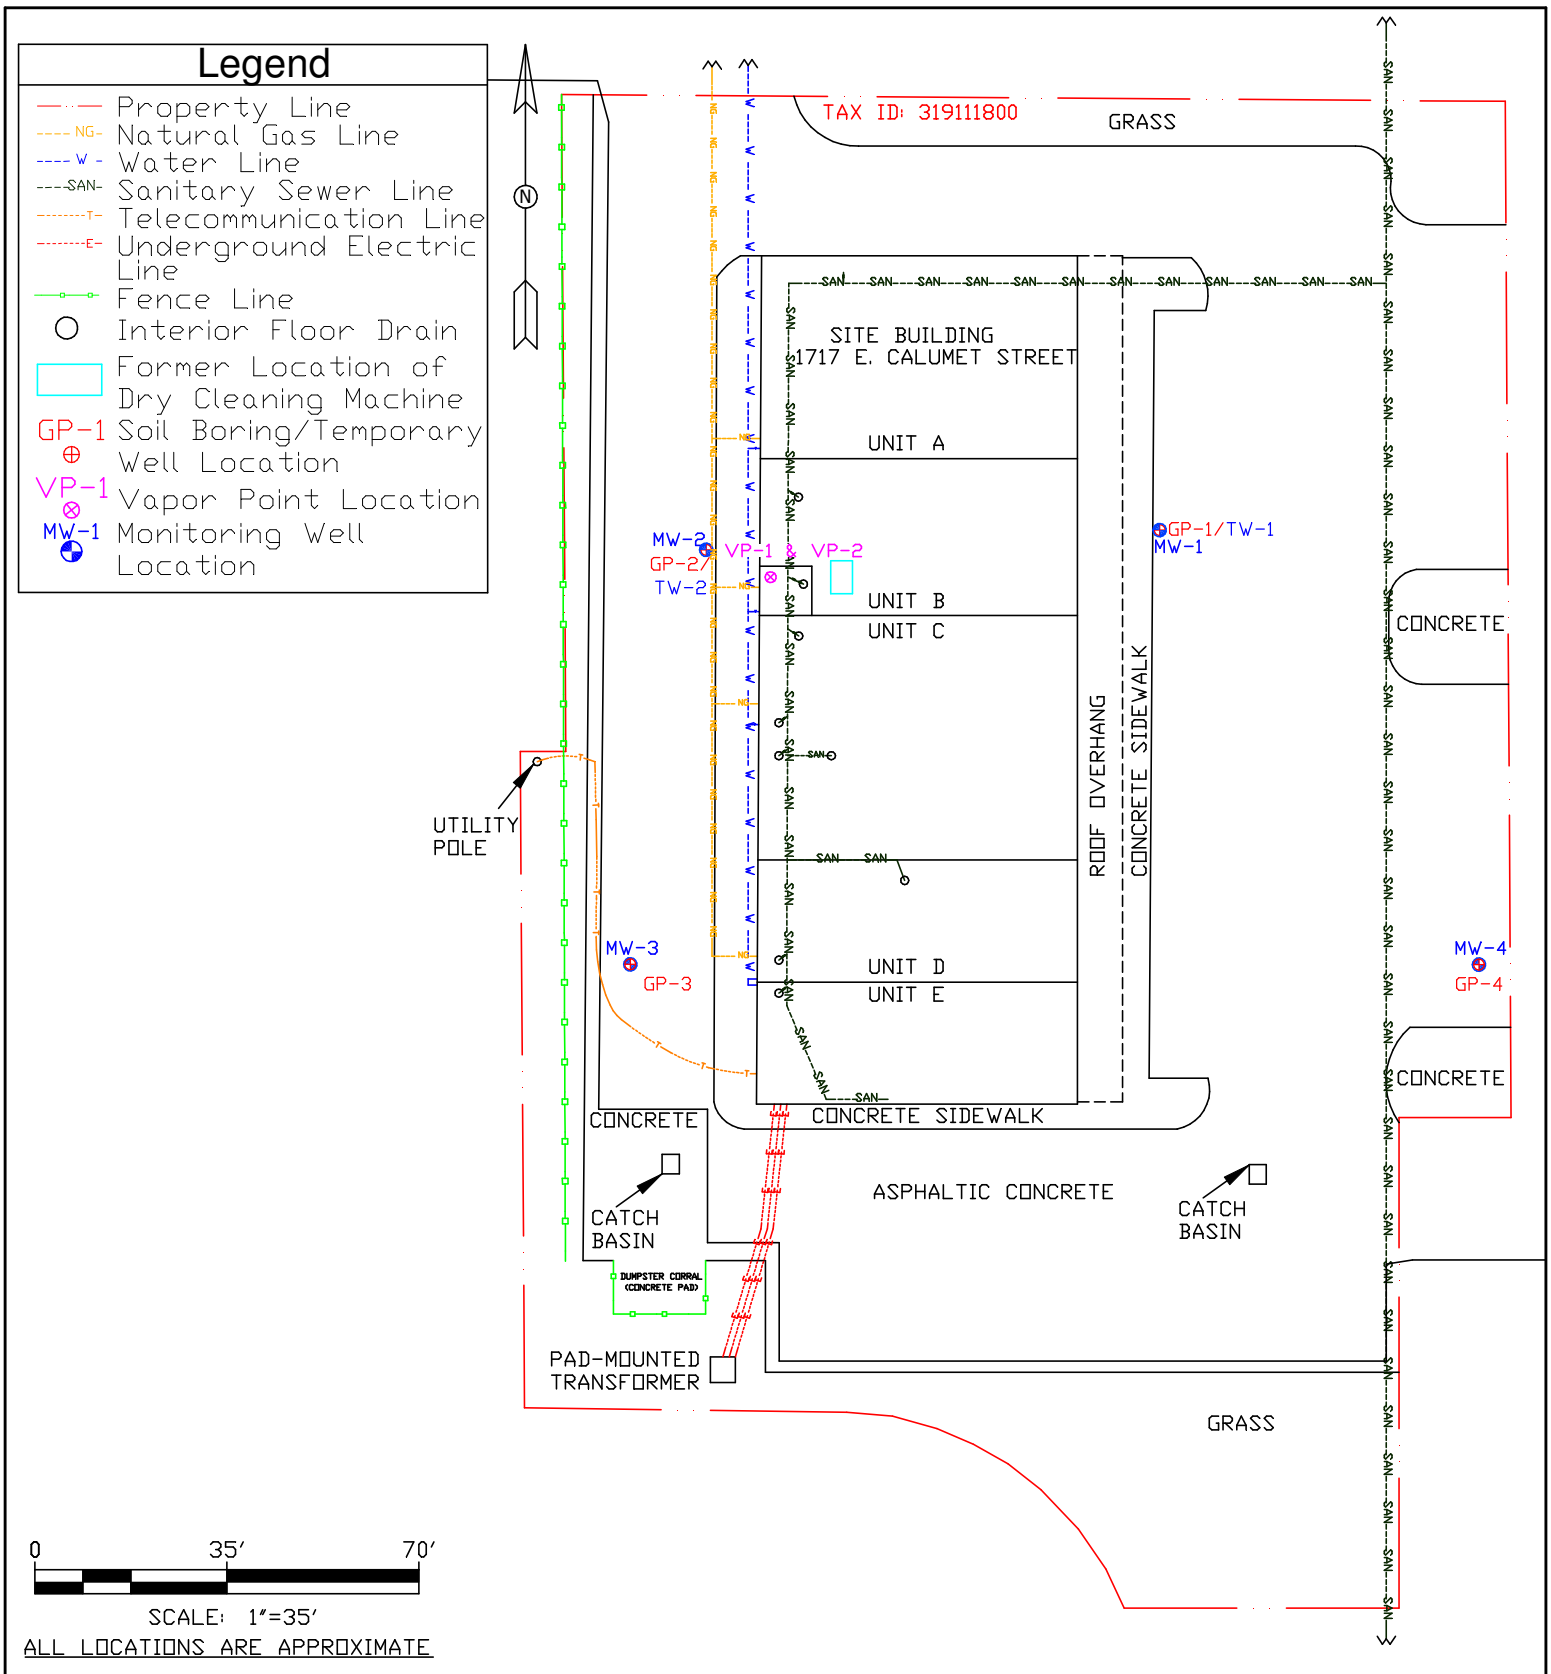 Legend
Property Line
NG
Natural Gas Line
W
Water Line
SAN
Sanitary Sewer Line
T
Telecommunication Line
E
Underground Electric
Line
Fence Line
Interior Floor Drain
Former Location of
Dry Cleaning Machine
GP-1 Soil Boring/Temporary
Well Location
VP-1 Vapor Point Location
MW-1 Monitoring Well
Location
N
TAX ID: 319111800
GRASS
SITE BUILDING
1717 E. CALUMET STREET
UNIT A
MW-2
GP-2/
TW-2
VP-1 & VP-2
GP-1/TW-1
MW-1
UNIT B
UNIT C
CONCRETE
ROOF OVERHANG
CONCRETE SIDEWALK
UTILITY
POLE
MW-3
GP-3
UNIT D
UNIT E
MW-4
GP-4
CONCRETE
CONCRETE
CONCRETE SIDEWALK
ASPHALTIC CONCRETE
CATCH
BASIN
CATCH
BASIN
DUMPSTER CORRAL
(CONCRETE PAD)
PAD-MOUNTED
TRANSFORMER
GRASS
0 35' 70'
SCALE: 1"=35'
ALL LOCATIONS ARE APPROXIMATE